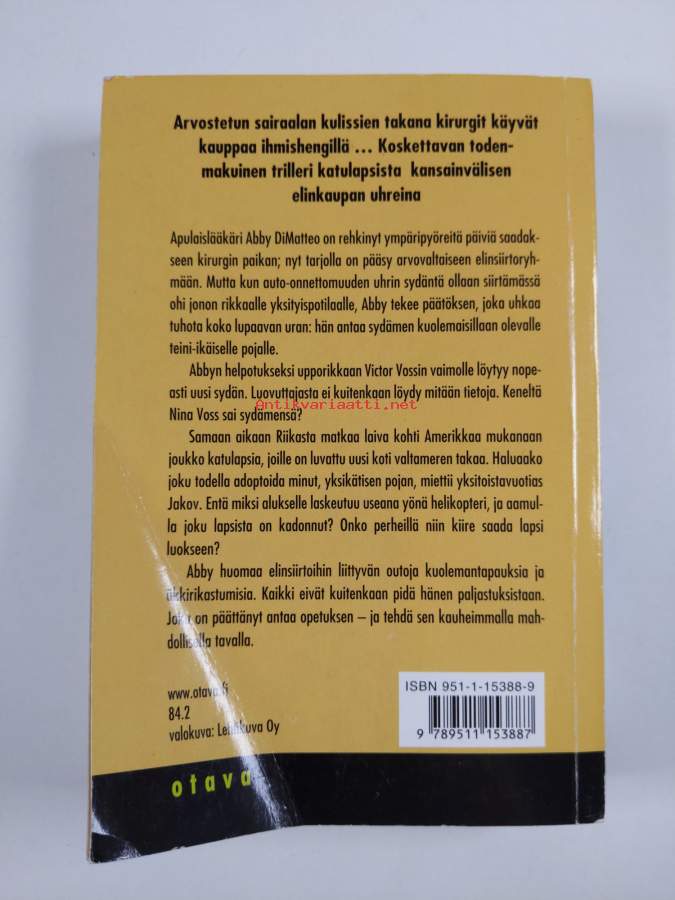 Arvostetun sairaalan kulissien takana kirurgit käyvät
kauppaa ihmishengillä ... Koskettavan toden-
makuinen trilleri katulapsista kansainvälisen
elinkaupan uhreina
Apulaislääkäri Abby DiMatteo on rehkinyt ympäripyöreitä päiviä saadak-
seen kirurgin paikan; nyt tarjolla on pääsy arvovaltaiseen elinsiirtoryh-
mään. Mutta kun auto-onnettomuuden uhrin sydäntä ollaan siirtämässä
ohi jonon rikkaalle yksityispotilaalle, Abby tekee päätöksen, joka uhkaa
tuhota koko lupaavan uran: hän antaa sydämen kuolemaisillaan olevalle
teini-ikäiselle pojalle.
Abbyn helpotukseksi upporikkaan Victor Vossin vaimolle löytyy nope-
asti uusi sydän. Luovuttajasta ei kuitenkaan löydy mitään tietoja. Keneltä
Antikvariaatti.net
Nina Voss sai sydämensä?
Samaan aikaan Riikasta matkaa laiva kohti Amerikkaa mukanaan
joukko katulapsia, joille on luvattu uusi koti valtameren takaa. Haluaako
joku todella adoptoida minut, yksikätisen pojan, miettii yksitoistavuotias
Jakov. Entä miksi alukselle laskeutuu useana yönä helikopteri, ja aamul-
la joku lapsista on kadonnut? Onko perheillä niin kiire saada lapsi
luokseen?
Abby huomaa elinsiirtoihin liittyvän outoja kuolemantapauksia ja
äkkirikastumisia. Kaikki eivät kuitenkaan pidä hänen paljastuksistaan.
Joku on päättänyt antaa opetuksen – ja tehdä sen kauheimmalla mah-
dollisella tavalla.
www.otava.fi
84.2
valokuva: Lehtikuva Oy
ISBN 951-1-15388-9
9 789511 153887
otava